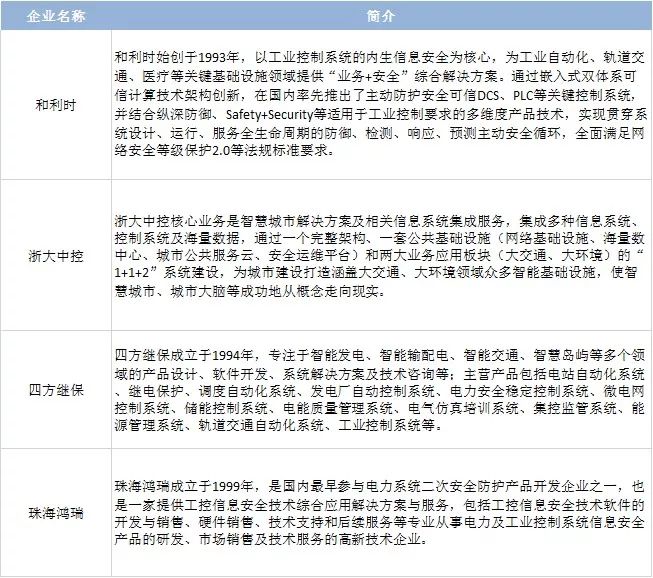 企业名称
简介
和利时
和利时始创于1993年，以工业控制系统的内生信息安全为核心，为工业自动化、轨道交
通、医疗等关键基础设施领域提供“业务+安全”综合解决方案。通过嵌入式双体系可
信计算技术架构创新，在国内率先推出了主动防护安全可信DCS、PLC等关键控制系统，
并结合纵深防御、Safety+Security等适用于工业控制要求的多维度产品技术，实现贯穿
系统设计、运行、服务全生命周期的防御、检测、响应、预测主动安全循环，全面满足网
络安全等级保护2.0等法规标准要求。
浙大中控
浙大中控核心业务是智慧城市解决方案及相关信息系统集成服务，集成多种信息系统、
控制系统及海量数据，通过一个完整架构、一套公共基础设施（网络基础设施、海量数
中心、城市公共服务云、安全运维平台）和两大业务应用板块（大交通、大环境）的“
1+1+2”系统建设，为城市建设打造涵盖大交通、大环境领域众多智能基础设施，使智
慧城市、城市大脑等成功地从概念走向现实。
四方继保
四方继保成立于1994年，专注于智能发电、智能输配电、智能交通、智慧岛屿等多个领
域的产品设计、软件开发、系统解决方案及技术咨询等；主营产品包括电站自动化系统
、继电保护、调度自动化系统、发电厂自动控制系统、电力安全稳定控制系统、微电网
控制系统、储能控制系统、电能质量管理系统、电气仿真培训系统、集控监管系统、能
源管理系统、轨道交通自动化系统、工业控制系统等。
珠海鸿瑞
珠海鸿瑞成立于1999年，是国内最早参与电力系统二次安全防护产品开发企业之一，也
是一家提供工控信息安全技术综合应用解决方案与服务，包括工控信息安全技术软件的
开发与销售、硬件销售、技术支持和后续服务等专业从事电力及工业控制系统信息安全
产品的研发、市场销售及技术服务的高新技术企业。